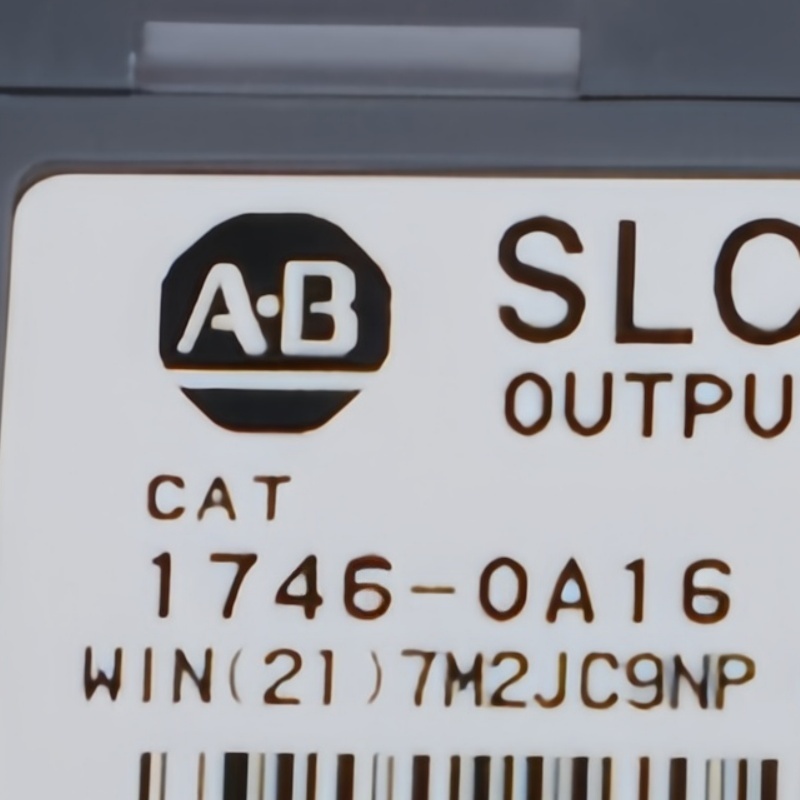 A·B
SLC
OUTPU
CAT
1746-OA16
WIN(21)7M2JC9NP